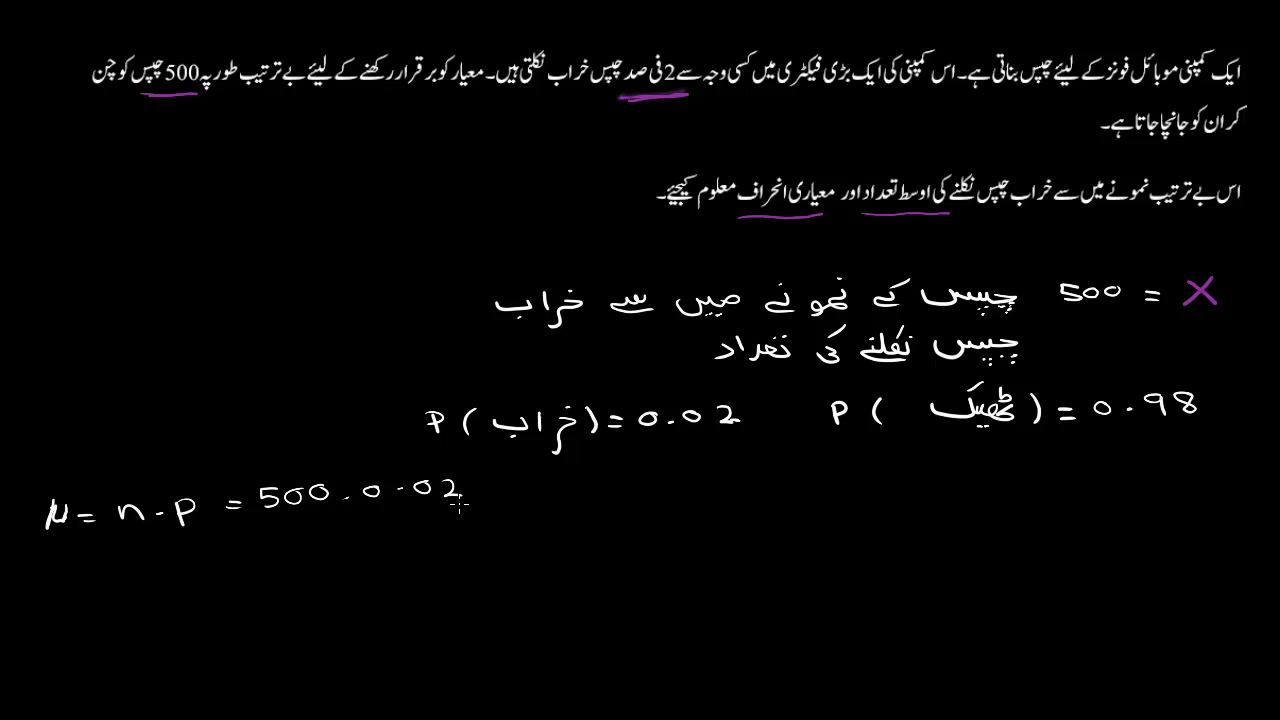 ایک کمپنی موبائل فونز کے لیئے چپس بناتی ہے۔ اس کمپنی کی ایک بڑی فیکٹری میں کسی وجہ سے 2 فی صد چپس خراب نکلتی ہیں۔ معیار کو برقرار رکھنے کے لیئے بے ترتیب طور پہ 500 چپس کو چن
کر ان کو جانچا جاتا ہے۔
اس بے ترتیب نمونے میں سے خراب چپس نکلنے کی اوسط تعداد اور معیاری انحراف معلوم کیجیئے۔
X = 500 چپس کے نمونے میں سے خراب
چپس نکلنے کی تعداد
P(خراب) = 0.02 P(ٹھیک) = 0.98
μ = n . p = 500 . 0.02